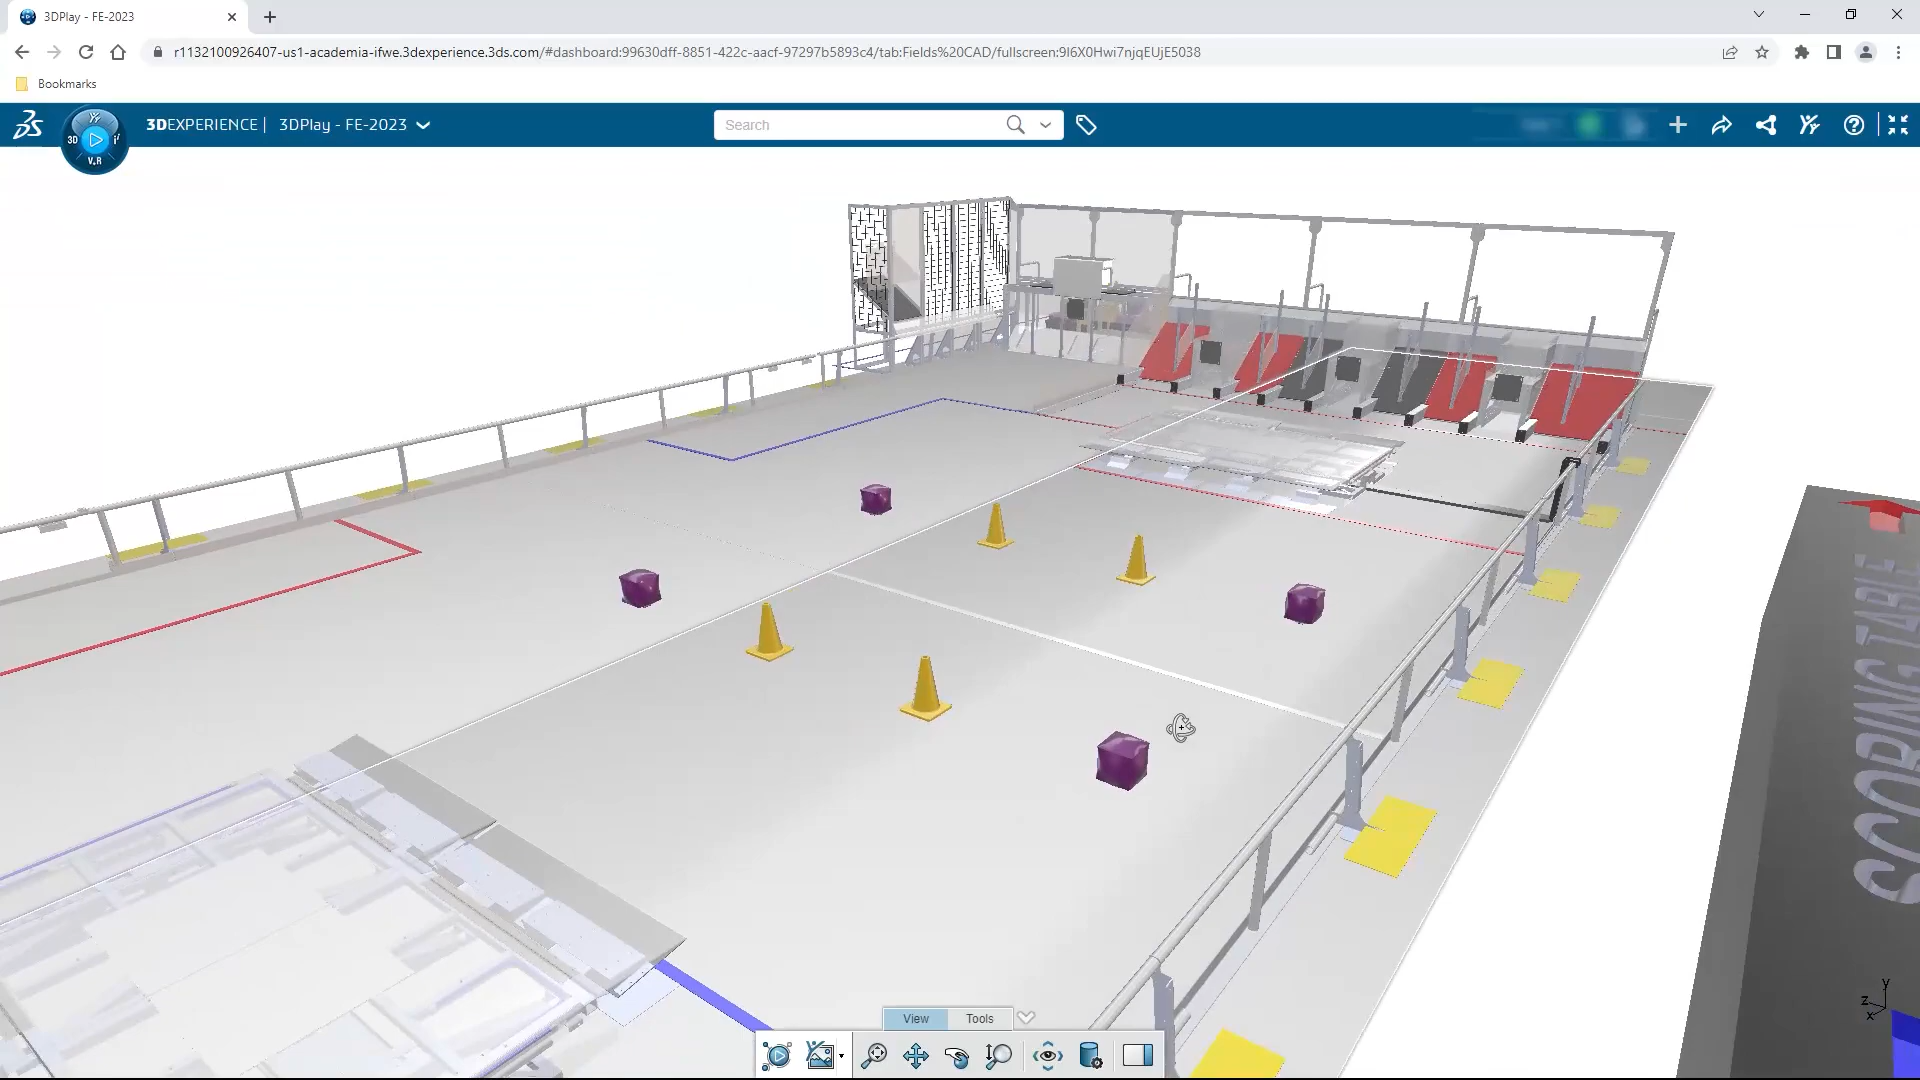 3DPlay - FE-2023
r1132100926407-us1-academia-ifwe.3dexperience.3ds.com/#dashboard:99630dff-8851-422c-aacf-97297b5893c4/tab:Fields%20CAD/fullscreen:9I6X0Hwi7njqEUjE5038
Bookmarks
3D
V.R
3DEXPERIENCE | 3DPlay - FE-2023
Search
SCORING TABLE
y
z
x
View
Tools